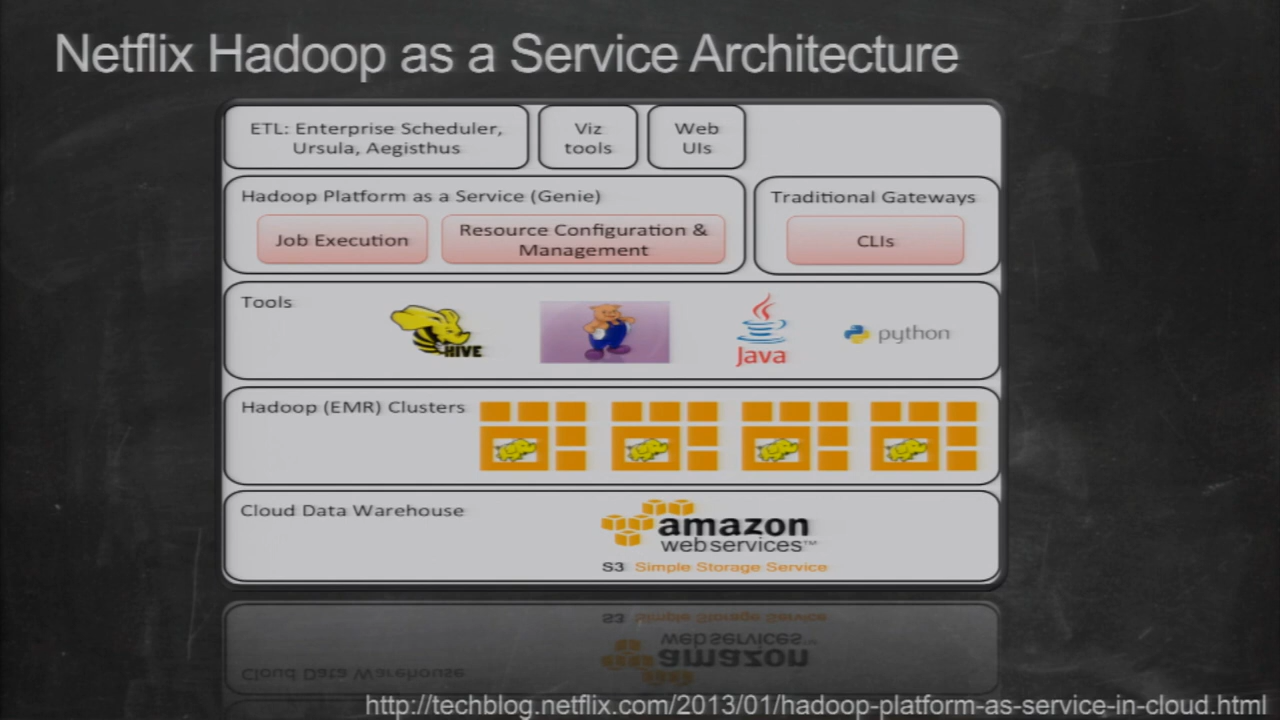 Netflix Hadoop as a Service Architecture
ETL: Enterprise Scheduler,
Ursula, Aegisthus
Viz
tools
Web
UIs
Hadoop Platform as a Service (Genie)
Job Execution
Resource Configuration &
Management
Traditional Gateways
CLIs
Tools
HIVE
Java
python
Hadoop (EMR) Clusters
Cloud Data Warehouse
amazon
webservices™
S3 Simple Storage Service
http://techblog.netflix.com/2013/01/hadoop-platform-as-service-in-cloud.html